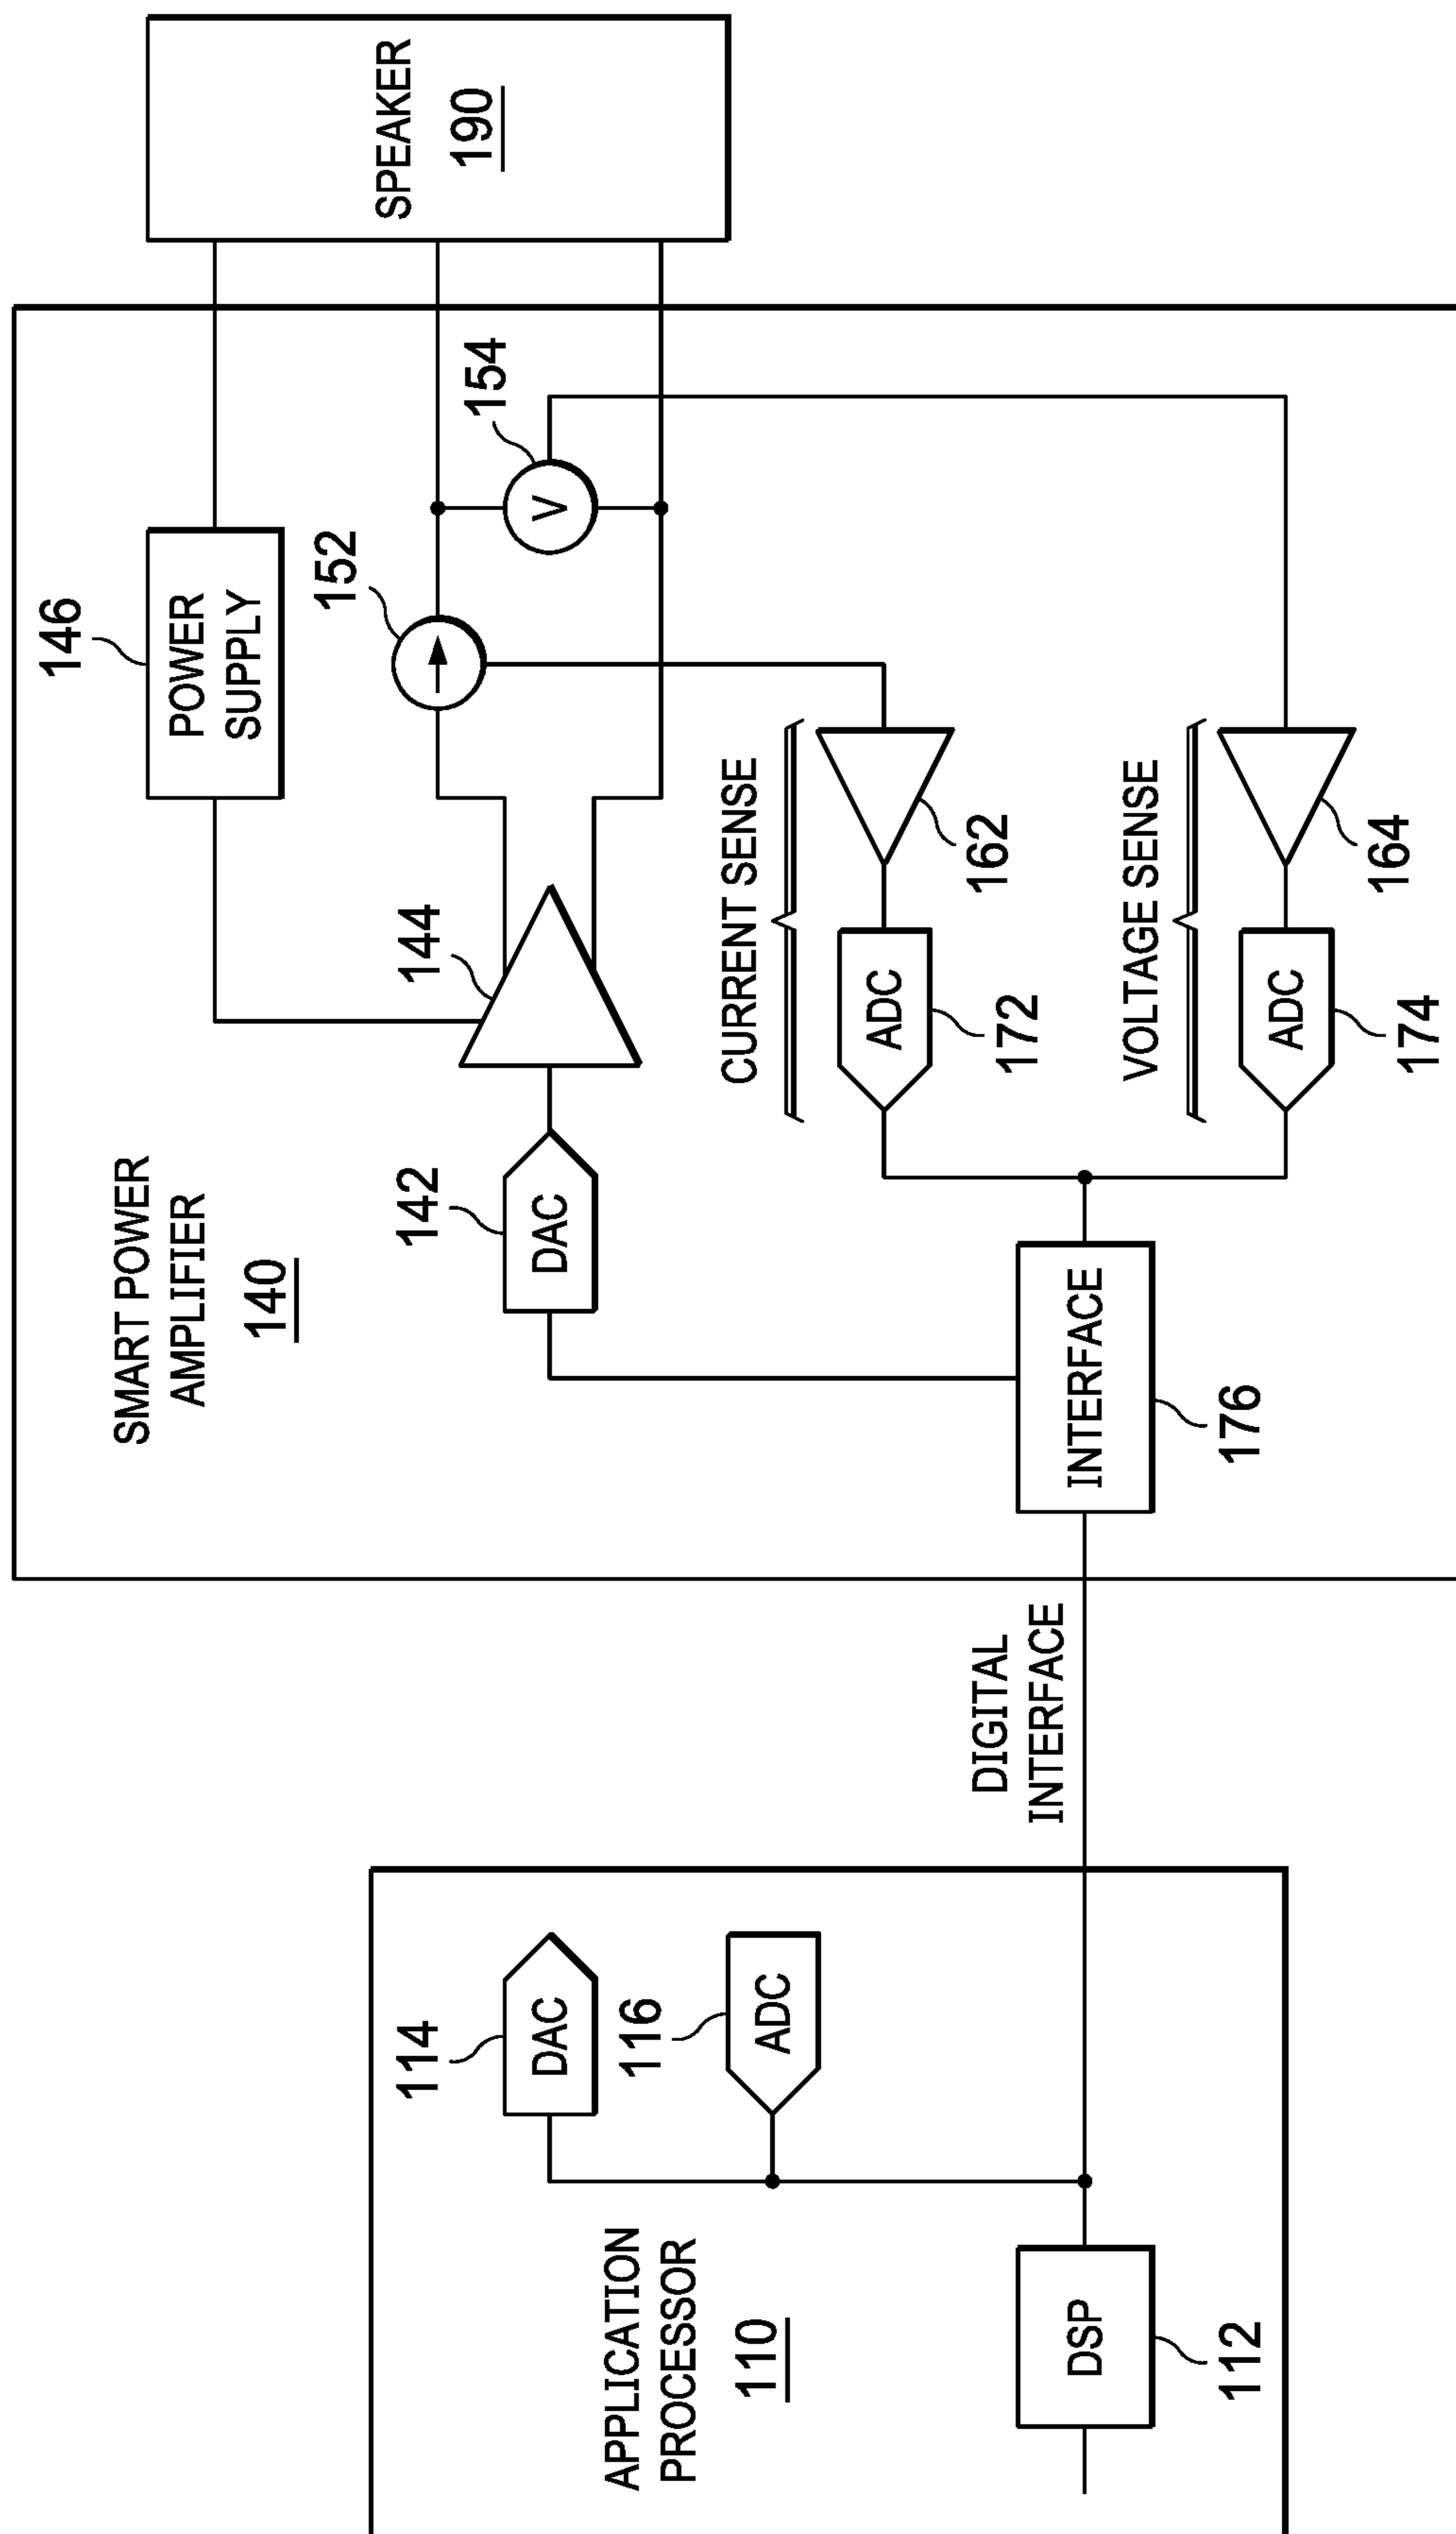 APPLICATION
PROCESSOR
110
114
DAC
116
ADC
DSP
112
DIGITAL
INTERFACE
SMART POWER
AMPLIFIER
140
146
POWER
SUPPLY
142
DAC
144
152
154
V
CURRENT SENSE
ADC
172
162
VOLTAGE SENSE
ADC
174
164
INTERFACE
176
SPEAKER
190